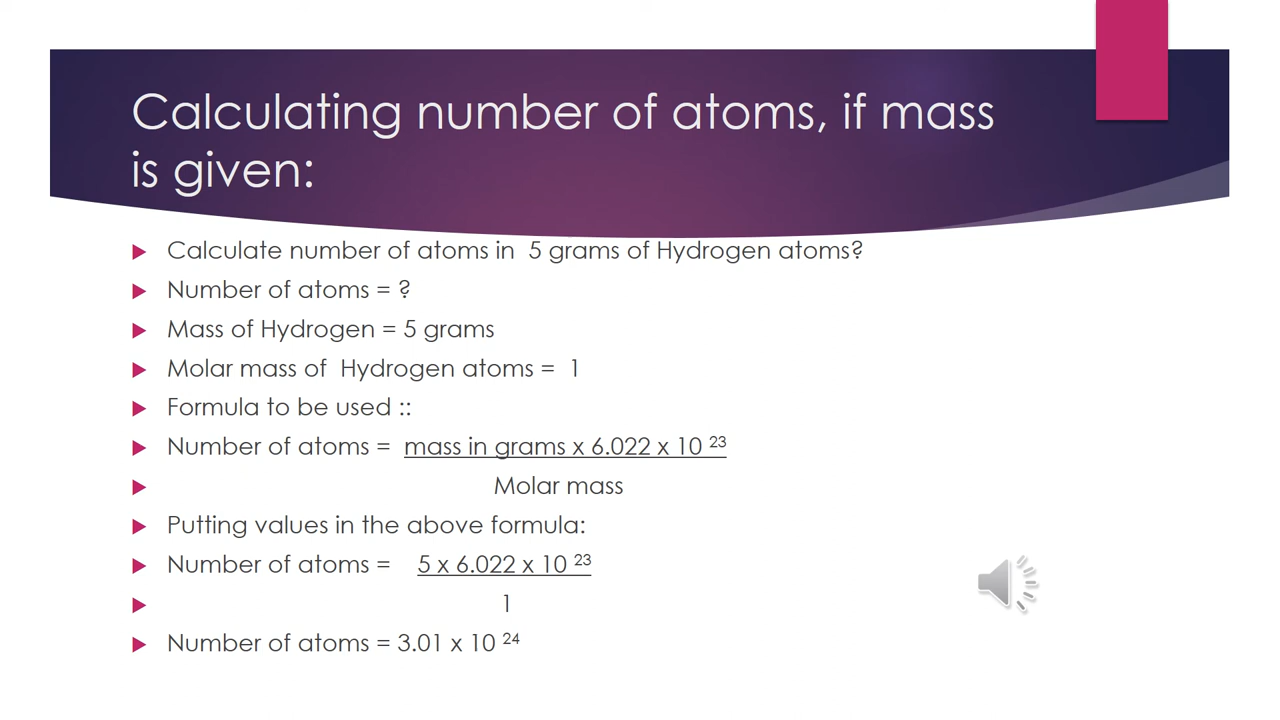 Calculating number of atoms, if mass
is given:
Calculate number of atoms in  5 grams of Hydrogen atoms?
Number of atoms = ?
Mass of Hydrogen = 5 grams
Molar mass of  Hydrogen atoms =  1
Formula to be used ::
Number of atoms =  mass in grams x 6.022 x 10 ²³
Molar mass
Putting values in the above formula:
Number of atoms =  5 x 6.022 x 10 ²³
1
Number of atoms = 3.01 x 10 ²⁴